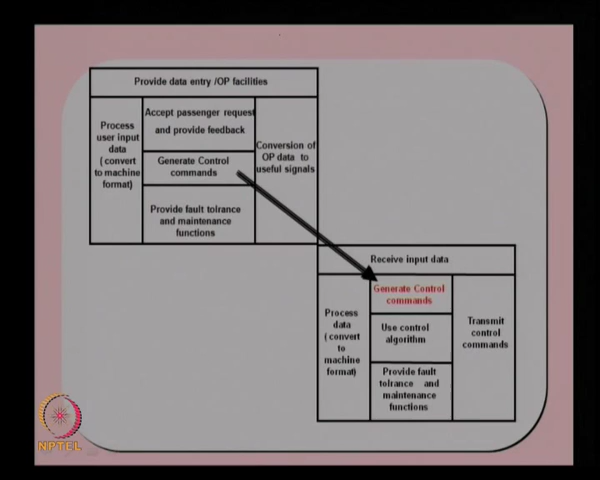 Provide data entry /OP facilities
Process
user input
data
( convert
to machine
format)
Accept passenger request
and provide feedback
Generate Control
commands
Provide fault tolrance
and maintenance
functions
Conversion of
OP data to
useful signals
Receive input data
Process
data
( convert
to
machine
format)
Generate Control
commands
Use control
algorithm
Provide fault
tolrance and
maintenance
functions
Transmit
control
commands
NPTEL